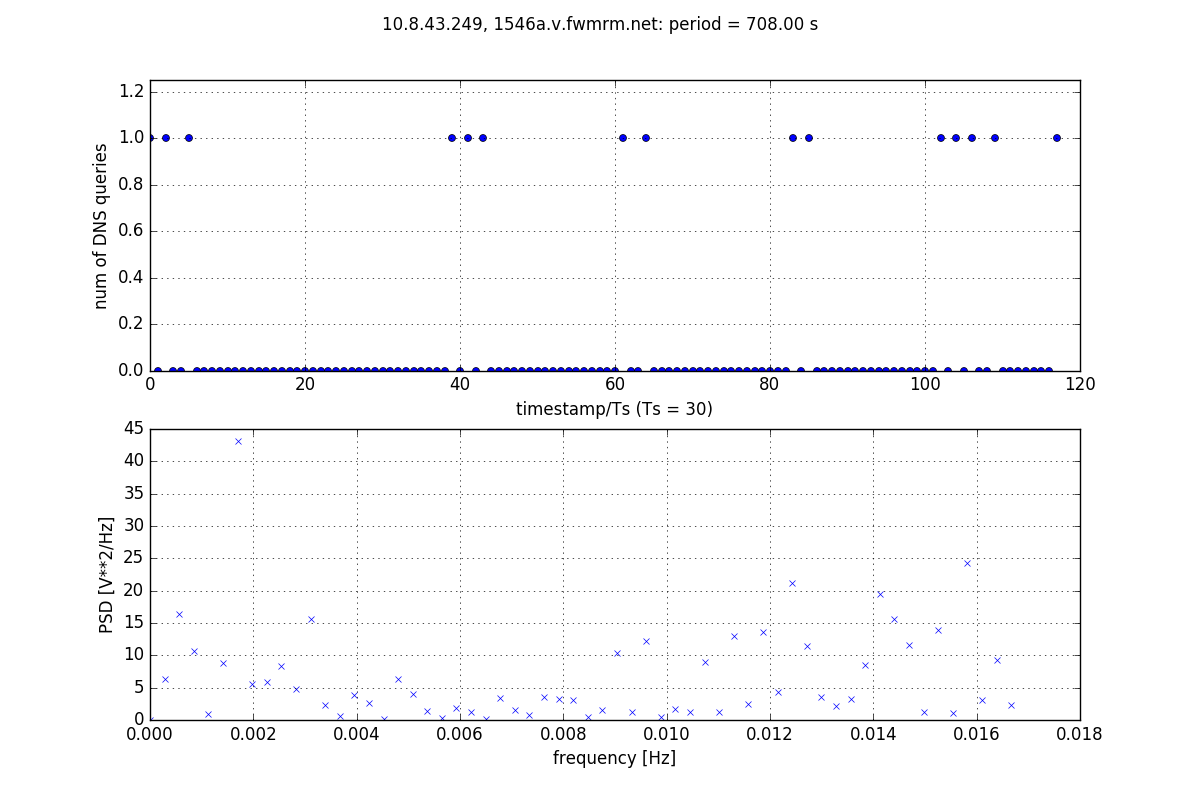 10.8.43.249, 1546a.v.fwmrm.net: period = 708.00 s
1.2
1.0
0.8
0.6
0.4
0.2
0.0
num of DNS queries
0 20 40 60 80 100 120
timestamp/Ts (Ts = 30)
45
40
35
30
25
20
15
10
5
0
PSD [V**2/Hz]
0.000 0.002 0.004 0.006 0.008 0.010 0.012 0.014 0.016 0.018
frequency [Hz]